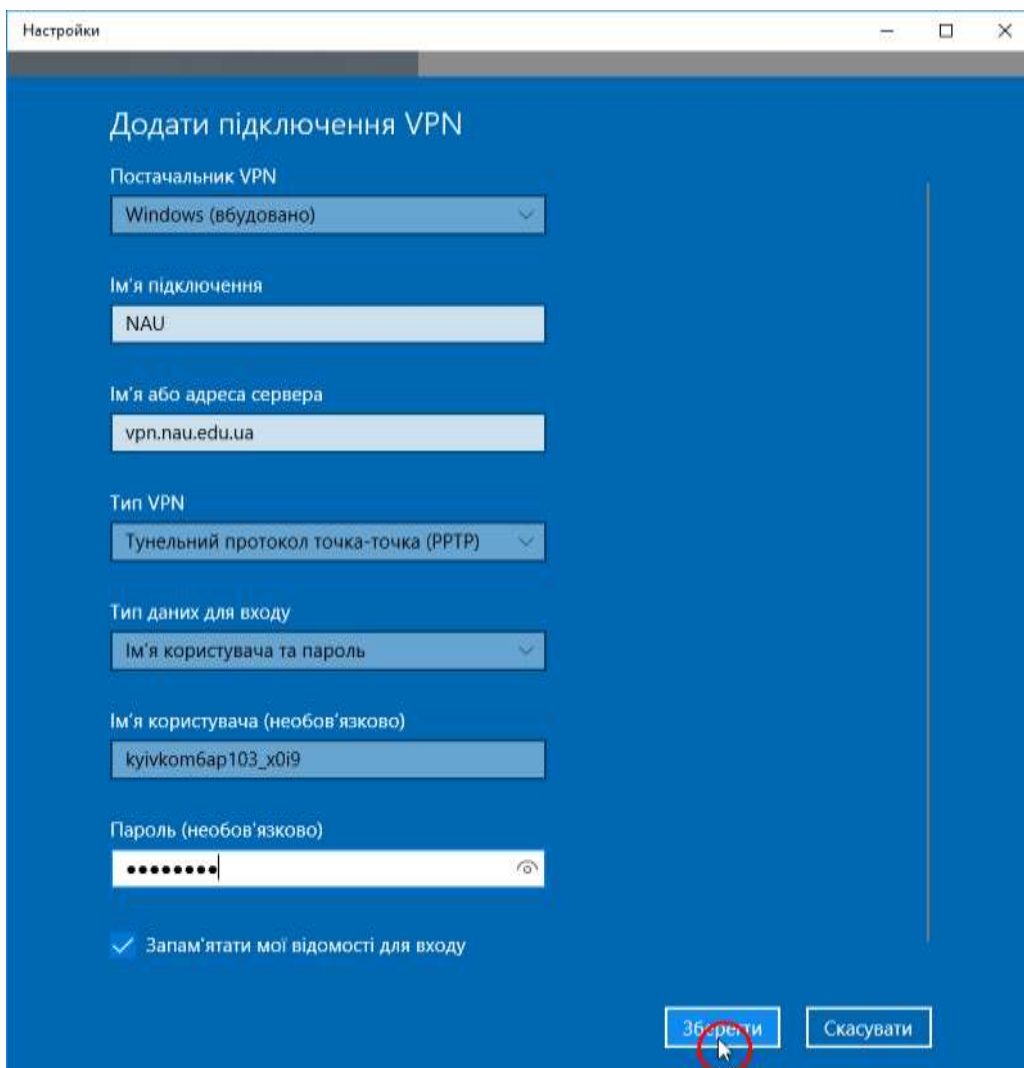 Настройки
Додати підключення VPN
Постачальник VPN
Windows (вбудовано)
Ім'я підключення
NAU
Ім'я або адреса сервера
vpn.nau.edu.ua
Тип VPN
Тунельний протокол точка-точка (PPTP)
Тип даних для входу
Ім'я користувача та пароль
Ім'я користувача (необов'язково)
kyivkom6ap103_x0i9
Пароль (необов'язково)
••••••••
Запам'ятати мої відомості для входу
Зберегти Скасувати